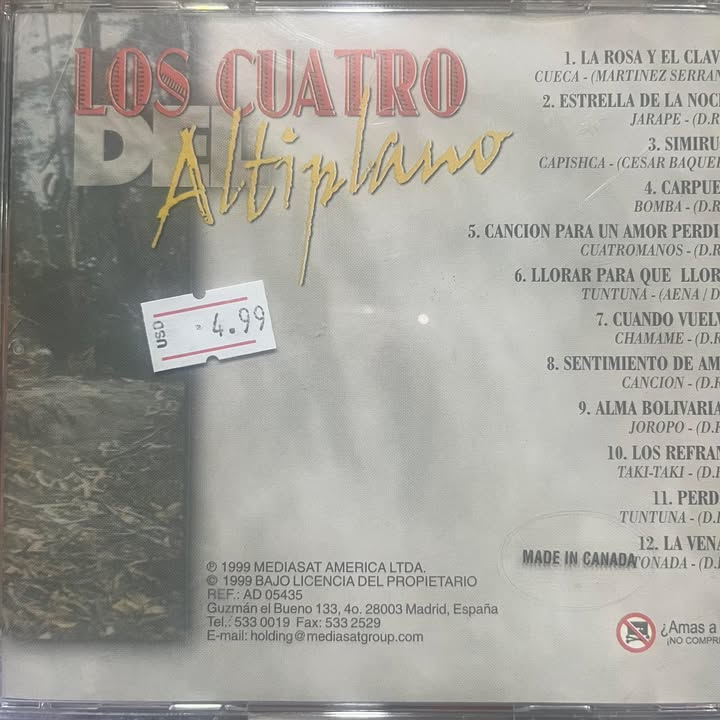 LOS CUATRO
DEL
Altiplano
USD 4.99
1. LA ROSA Y EL CLAV
CUECA - (MARTINEZ SERRAN
2. ESTRELLA DE LA NOCH
JARAPE - (D.R
3. SIMIRU
CAPISHCA - (CESAR BAQUE
4. CARPUE
BOMBA - (D.R
5. CANCION PARA UN AMOR PERDI
CUATROMANOS - (D.R
6. LLORAR PARA QUE LLOR
TUNTUNA - (AENA / D
7. CUANDO VUELV
CHAMAME - (D.R
8. SENTIMIENTO DE AM
CANCION - (D.R
9. ALMA BOLIVARIA
JOROPO - (D.R
10. LOS REFRAN
TAKI-TAKI - (D.R
11. PERD
TUNTUNA - (D.R
12. LA VENA
TONADA - (D.R
MADE IN CANADA
℗ 1999 MEDIASAT AMERICA LTDA.
© 1999 BAJO LICENCIA DEL PROPIETARIO
REF.: AD 05435
Guzmán el Bueno 133, 4o. 28003 Madrid, España
Tel.: 533 0019 Fax: 533 2529
E-mail: holding@mediasatgroup.com
¿Amas a
¡NO COMPR